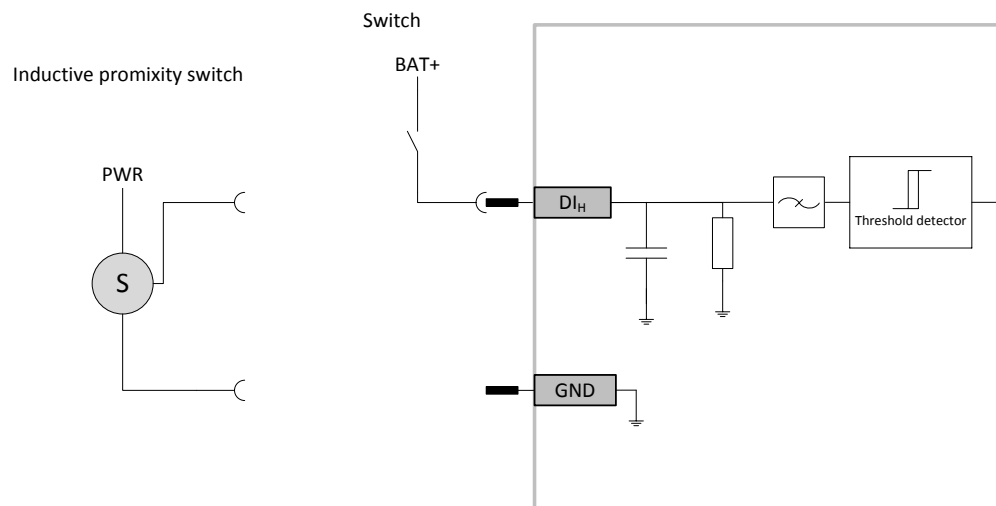 Switch
Inductive promixity switch
BAT+
PWR
DIH
Threshold detector
S
GND